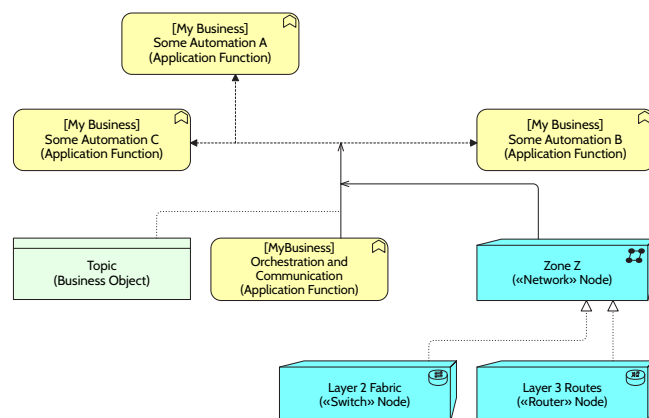 [My Business]
Some Automation A
(Application Function)
[My Business]
Some Automation C
(Application Function)
[My Business]
Some Automation B
(Application Function)
Topic
(Business Object)
[MyBusiness]
Orchestration and
Communication
(Application Function)
Zone Z
(«Network» Node)
Layer 2 Fabric
(«Switch» Node)
Layer 3 Routes
(«Router» Node)